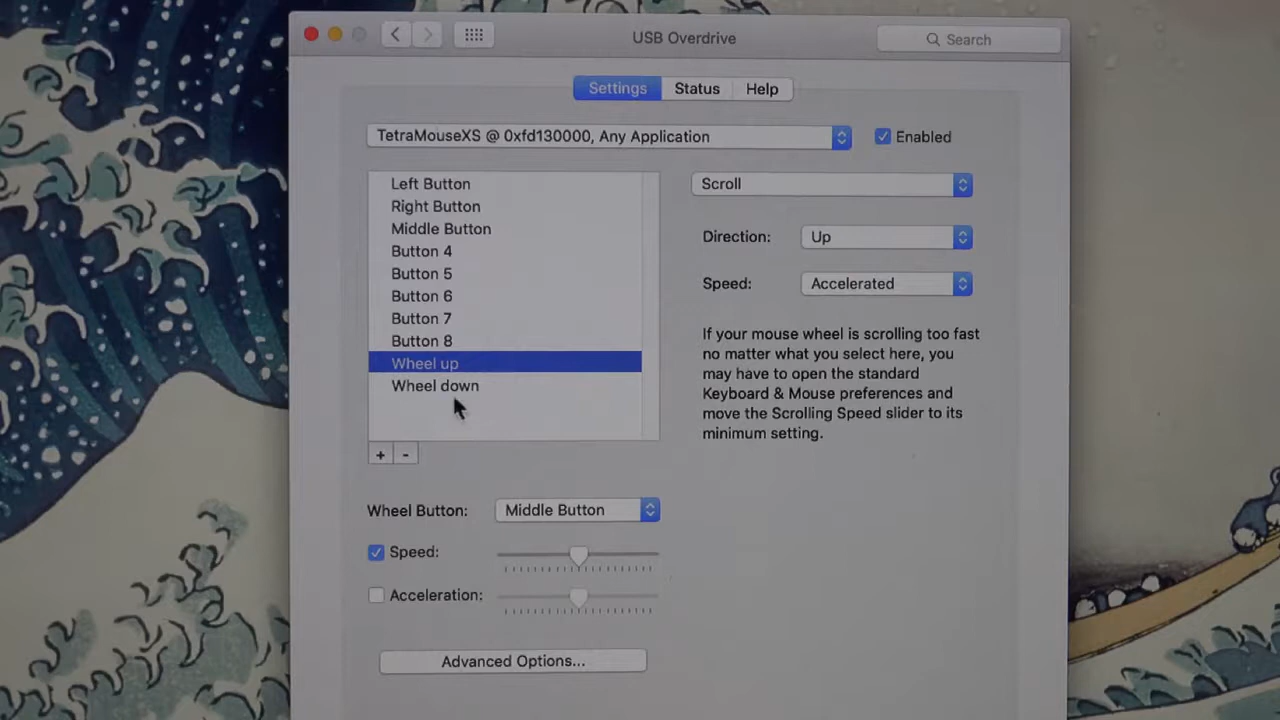 USB Overdrive
Search
Settings
Status
Help
TetraMouseXS @ 0xfd130000, Any Application
Enabled
Left Button
Right Button
Middle Button
Button 4
Button 5
Button 6
Button 7
Button 8
Wheel up
Wheel down
+ -
Scroll
Direction: Up
Speed: Accelerated
If your mouse wheel is scrolling too fast
no matter what you select here, you
may have to open the standard
Keyboard & Mouse preferences and
move the Scrolling Speed slider to its
minimum setting.
Wheel Button: Middle Button
Speed:
Acceleration:
Advanced Options...